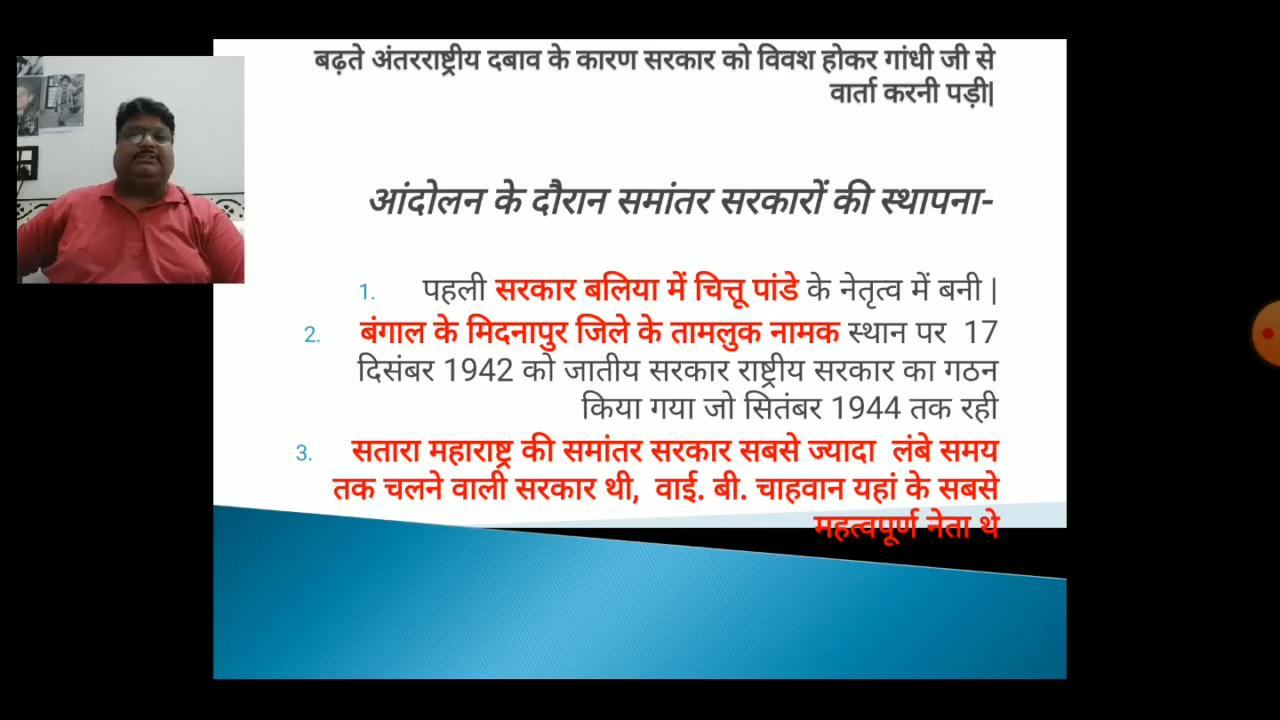 बढ़ते अंतरराष्ट्रीय दबाव के कारण सरकार को विवश होकर गांधी जी से
वार्ता करनी पड़ी|
आंदोलन के दौरान समांतर सरकारों की स्थापना-
1. पहली सरकार बलिया में चित्तू पांडे के नेतृत्व में बनी |
2. बंगाल के मिदनापुर जिले के तामलुक नामक स्थान पर 17
दिसंबर 1942 को जातीय सरकार राष्ट्रीय सरकार का गठन
किया गया जो सितंबर 1944 तक रही
3. सतारा महाराष्ट्र की समांतर सरकार सबसे ज्यादा लंबे समय
तक चलने वाली सरकार थी, वाई. बी. चाहवान यहां के सबसे
महत्वपूर्ण नेता थे